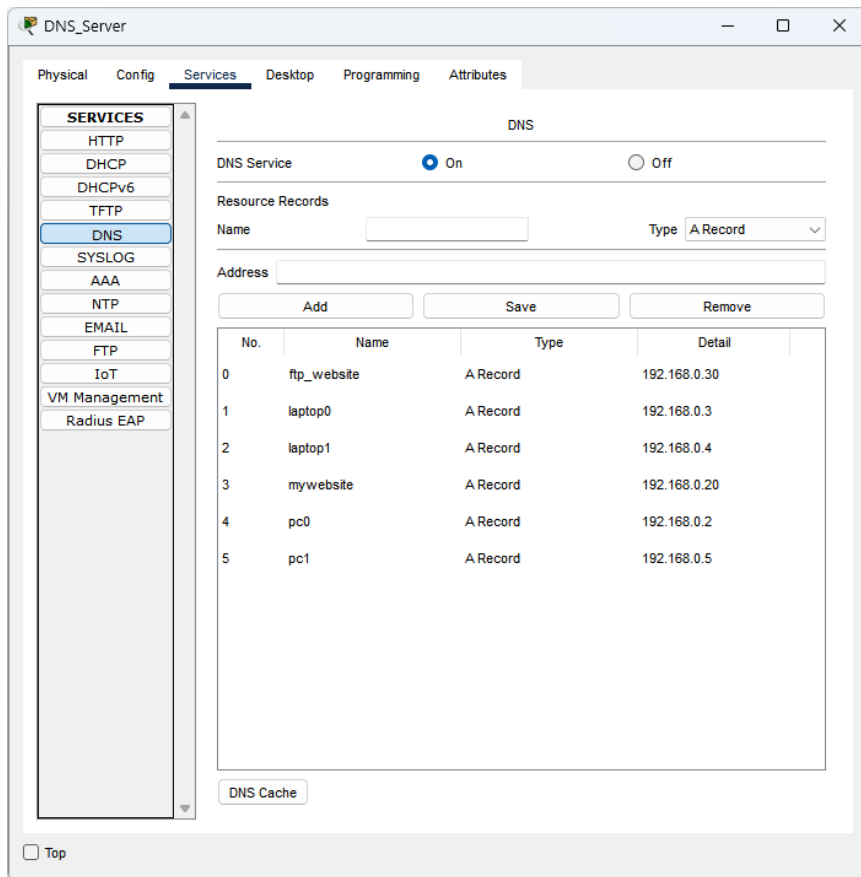 DNS_Server
Physical Config Services Desktop Programming Attributes
SERVICES
HTTP
DHCP
DHCPv6
TFTP
DNS
SYSLOG
AAA
NTP
EMAIL
FTP
IoT
VM Management
Radius EAP
DNS
DNS Service On Off
Resource Records
Name Type A Record
Address
Add Save Remove
No. Name Type Detail
0 ftp_website A Record 192.168.0.30
1 laptop0 A Record 192.168.0.3
2 laptop1 A Record 192.168.0.4
3 mywebsite A Record 192.168.0.20
4 pc0 A Record 192.168.0.2
5 pc1 A Record 192.168.0.5
DNS Cache
Top